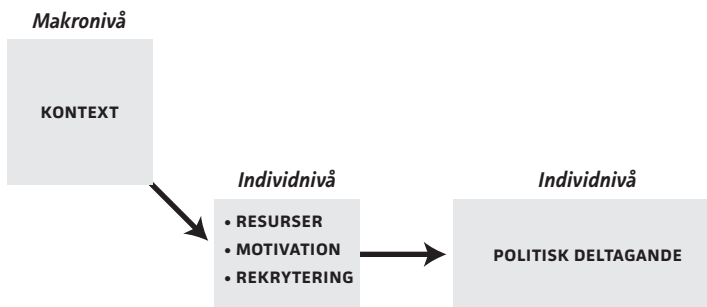 Makronivå
KONTEXT
Individnivå
• RESURSER
• MOTIVATION
• REKRYTERING
Individnivå
POLITISK DELTAGANDE